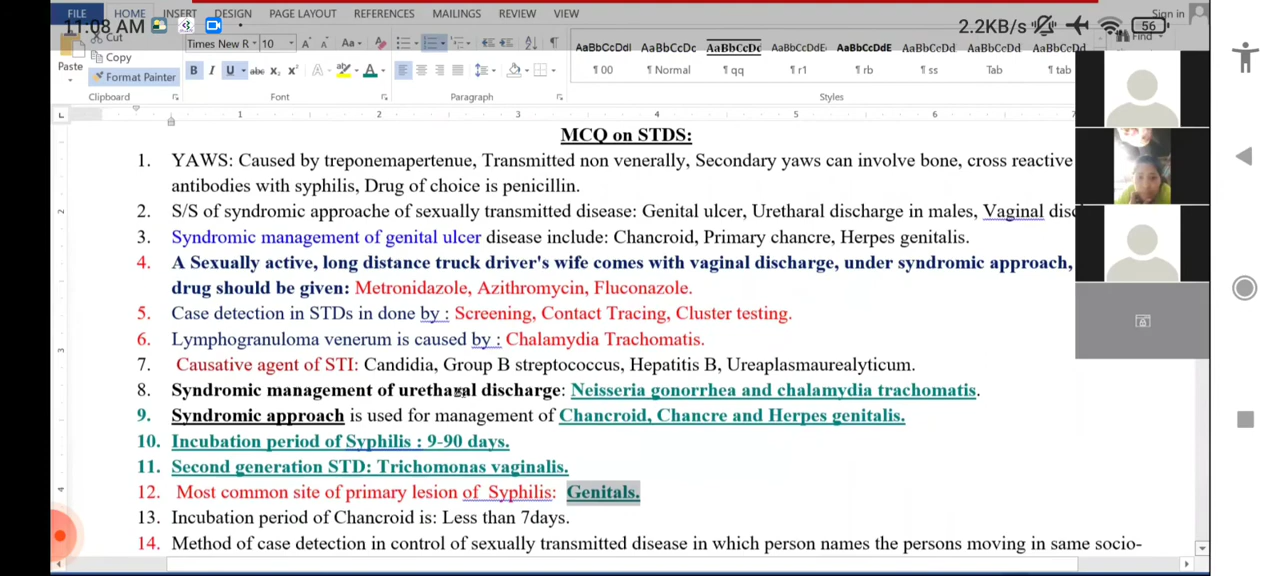 FILE HOME INSERT DESIGN PAGE LAYOUT REFERENCES MAILINGS REVIEW VIEW Sign in
11:08 AM 2.2KB/s 56
Cut
Copy
Format Painter
Paste
Times New R 10 Aa
B I U abc
AaBbCcDdI AaBbCcDc AaBbCcDc AaBbCcDdE AaBbCcDdE AaBbCcDd AaBbCcDd AaBbCcDd
¶ 00 ¶ Normal ¶ qq ¶ r1 ¶ rb ¶ ss Tab ¶ tab
Find
Clipboard Font Paragraph Styles
1 2 3 4 5 6 7
MCQ on STDS:
1. YAWS: Caused by treponemapertenue, Transmitted non venerally, Secondary yaws can involve bone, cross reactive
antibodies with syphilis, Drug of choice is penicillin.
2. S/S of syndromic approache of sexually transmitted disease: Genital ulcer, Uretharal discharge in males, Vaginal disc
3. Syndromic management of genital ulcer disease include: Chancroid, Primary chancre, Herpes genitalis.
4. A Sexually active, long distance truck driver's wife comes with vaginal discharge, under syndromic approach,
drug should be given: Metronidazole, Azithromycin, Fluconazole.
5. Case detection in STDs in done by : Screening, Contact Tracing, Cluster testing.
6. Lymphogranuloma venerum is caused by : Chalamydia Trachomatis.
7. Causative agent of STI: Candidia, Group B streptococcus, Hepatitis B, Ureaplasmaurealyticum.
8. Syndromic management of urethasal discharge: Neisseria gonorrhea and chalamydia trachomatis.
9. Syndromic approach is used for management of Chancroid, Chancre and Herpes genitalis.
10. Incubation period of Syphilis : 9-90 days.
11. Second generation STD: Trichomonas vaginalis.
12. Most common site of primary lesion of Syphilis: Genitals.
13. Incubation period of Chancroid is: Less than 7days.
14. Method of case detection in control of sexually transmitted disease in which person names the persons moving in same socio-